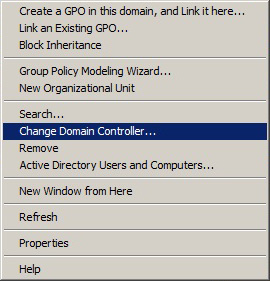 Create a GPO in this domain, and Link it here...
Link an Existing GPO...
Block Inheritance
Group Policy Modeling Wizard...
New Organizational Unit
Search...
Change Domain Controller...
Remove
Active Directory Users and Computers...
New Window from Here
Refresh
Properties
Help